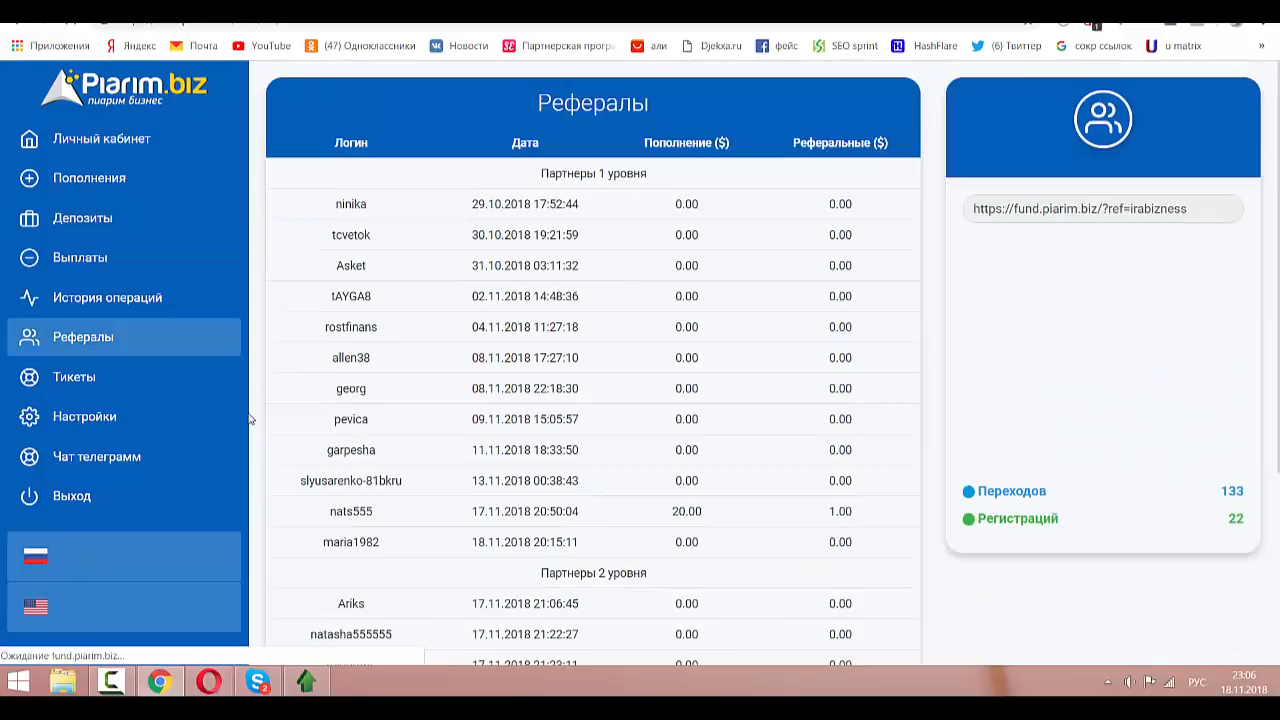 Приложения Яндекс Почта YouTube (47) Одноклассники Новости Партнерская прогр али Djekxa.ru фейс SEO sprint HashFlare (6) Твиттер сокр ссылок u matrix »
Piarim.biz
пиарим бизнес
Личный кабинет
Пополнения
Депозиты
Выплаты
История операций
Рефералы
Тикеты
Настройки
Чат телеграмм
Выход
Рефералы
Логин Дата Пополнение ($) Реферальные ($)
Партнеры 1 уровня
ninika 29.10.2018 17:52:44 0.00 0.00
tcvetok 30.10.2018 19:21:59 0.00 0.00
Asket 31.10.2018 03:11:32 0.00 0.00
tAYGA8 02.11.2018 14:48:36 0.00 0.00
rostfinans 04.11.2018 11:27:18 0.00 0.00
allen38 08.11.2018 17:27:10 0.00 0.00
georg 08.11.2018 22:18:30 0.00 0.00
pevica 09.11.2018 15:05:57 0.00 0.00
garpesha 11.11.2018 18:33:50 0.00 0.00
slyusarenko-81bkru 13.11.2018 00:38:43 0.00 0.00
nats555 17.11.2018 20:50:04 20.00 1.00
maria1982 18.11.2018 20:15:11 0.00 0.00
Партнеры 2 уровня
Ariks 17.11.2018 21:06:45 0.00 0.00
natasha555555 17.11.2018 21:22:27 0.00 0.00
17.11.2018 21:23:11 0.00 0.00
https://fund.piarim.biz/?ref=irabizness
Переходов 133
Регистраций 22
Ожидание fund.piarim.biz...
2
РУС
23:06
18.11.2018